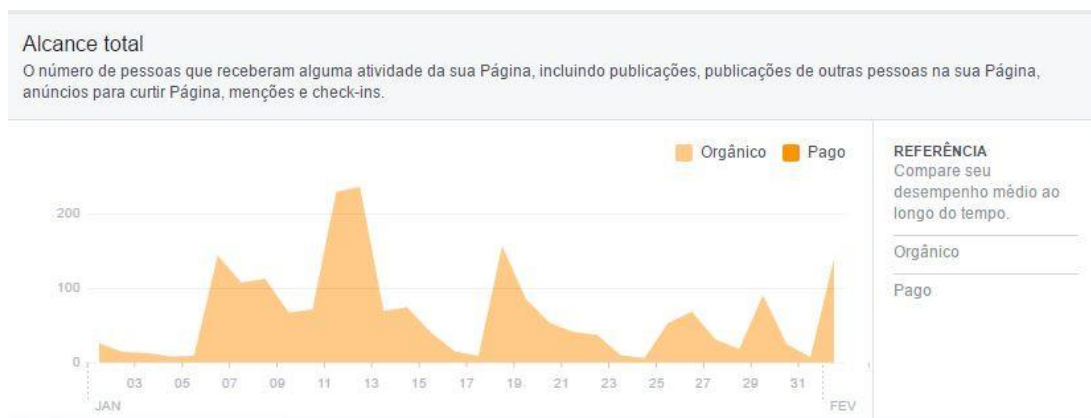 Alcance total
O número de pessoas que receberam alguma atividade da sua Página, incluindo publicações, publicações de outras pessoas na sua Página,
anúncios para curtir Página, menções e check-ins.
Orgânico Pago
200
100
0
03 05 07 09 11 13 15 17 19 21 23 25 27 29 31
JAN FEV
REFERÊNCIA
Compare seu
desempenho médio ao
longo do tempo.
Orgânico
Pago